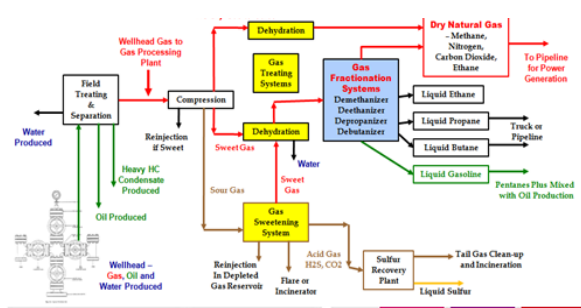 Wellhead Gas to
Gas Processing
Plant
Dehydration
Dry Natural Gas
– Methane,
Nitrogen,
Carbon Dioxide,
Ethane
To Pipeline
for Power
Generation
Gas
Treating
Systems
Gas
Fractionation
Systems
Demethanizer
Deethanizer
Depropanizer
Debutanizer
Field
Treating
&
Separation
Compression
Liquid Ethane
Liquid Propane
Truck or
Pipeline
Liquid Butane
Water
Produced
Reinjection
if Sweet
Dehydration
Sweet Gas
Water
Liquid Gasoline
Pentanes Plus Mixed
with Oil Production
Heavy HC
Condensate
Produced
Sour Gas
Sweet
Gas
Oil Produced
Gas
Sweetening
System
Wellhead –
Gas, Oil and
Water Produced
Acid Gas
H2S, CO2
Reinjection
In Depleted
Gas Reservoir
Flare or
Incinerator
Sulfur
Recovery
Plant
Tail Gas Clean-up
and Incineration
Liquid Sulfur